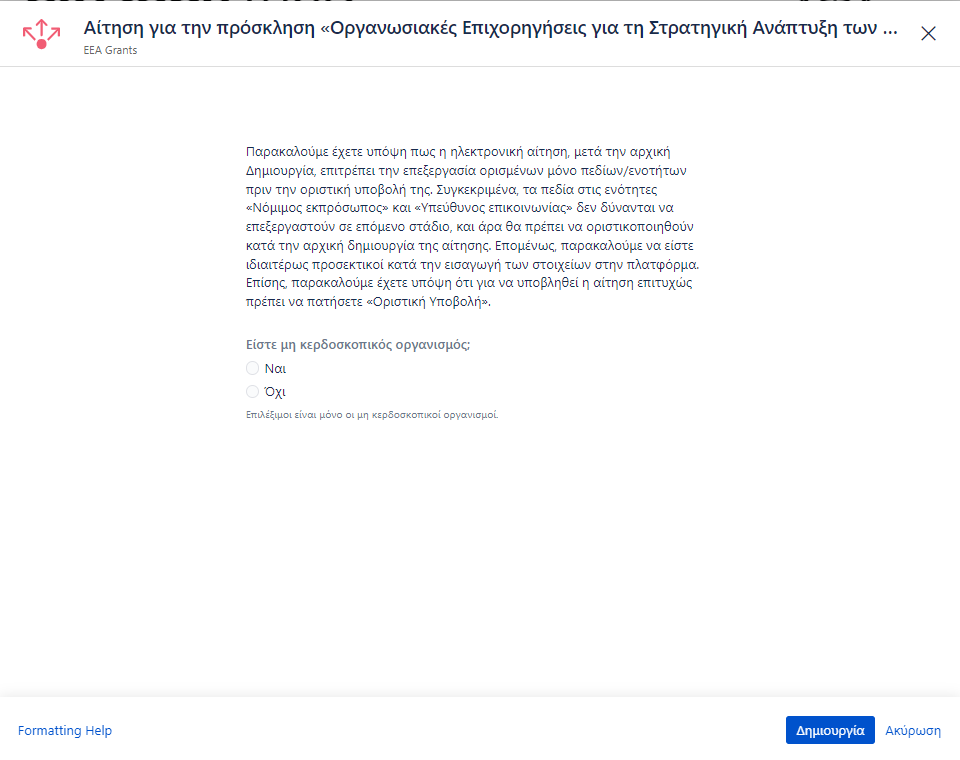 Αίτηση για την πρόσκληση «Οργανωσιακές Επιχορηγήσεις για τη Στρατηγική Ανάπτυξη των ...
EEA Grants
Παρακαλούμε έχετε υπόψη πως η ηλεκτρονική αίτηση, μετά την αρχική
Δημιουργία, επιτρέπει την επεξεργασία ορισμένων μόνο πεδίων/ενοτήτων
πριν την οριστική υποβολή της. Συγκεκριμένα, τα πεδία στις ενότητες
«Νόμιμος εκπρόσωπος» και «Υπεύθυνος επικοινωνίας» δεν δύνανται να
επεξεργαστούν σε επόμενο στάδιο, και άρα θα πρέπει να οριστικοποιηθούν
κατά την αρχική δημιουργία της αίτησης. Επομένως, παρακαλούμε να είστε
ιδιαιτέρως προσεκτικοί κατά την εισαγωγή των στοιχείων στην πλατφόρμα.
Επίσης, παρακαλούμε έχετε υπόψη ότι για να υποβληθεί η αίτηση επιτυχώς
πρέπει να πατήσετε «Οριστική Υποβολή».
Είστε μη κερδοσκοπικός οργανισμός;
Ναι
Όχι
Επιλέξιμοι είναι μόνο οι μη κερδοσκοπικοί οργανισμοί.
Formatting Help
Δημιουργία
Ακύρωση